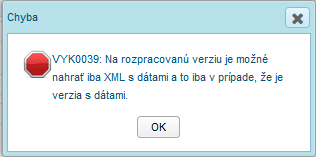 Chyba
VYK0039: Na rozpracovanú verziu je možné
nahrať iba XML s dátami a to iba v prípade, že je
verzia s dátami.
OK